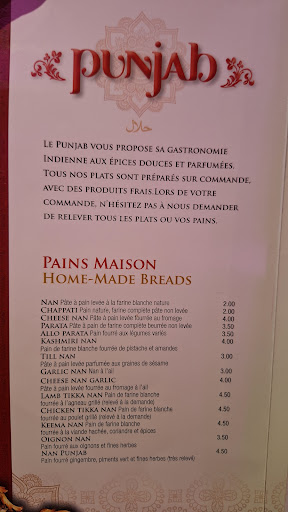 PUNJAB
حلال
LE PUNJAB VOUS PROPOSE SA GASTRONOMIE
INDIENNE AUX ÉPICES DOUCES ET PARFUMÉES.
TOUS NOS PLATS SONT PRÉPARÉS SUR COMMANDE,
AVEC DES PRODUITS FRAIS.LORS DE VOTRE
COMMANDE, N'HÉSITEZ PAS À NOUS DEMANDER
DE RELEVER TOUS LES PLATS OU VOS PAINS.
PAINS MAISON
HOME-MADE BREADS
NAN Pâte à pain levée à la farine blanche nature 2.00
CHAPPATI Pain nature, farine complète pâte non levée 2.00
CHEESE NAN Pâte à pain levée fourrée au fromage 4.00
PARATA Pâte à pain de farine complète beurrée non levée 3.50
ALLO PARATA Pain fourré aux légumes variés 3.50
KASHMIRI NAN 4.00
Pain de farine blanche fourrée de pistache et amandes
TILL NAN 3.00
Pâte à pain levée parfumée aux graines de sésame
GARLIC NAN Nan à l'ail 3.00
CHEESE NAN GARLIC 4.00
Pâte à pain levée fourrée au fromage à l'ail
LAMB TIKKA NAN Pain de farine blanche 4.50
fourrée à l'agneau grillé (relevé à la demande)
CHICKEN TIKKA NAN Pain de farine blanche 4.50
fourrée au poulet grillé (relevé à la demande)
KEEMA NAN Pain de farine blanche 4.50
fourrée à la viande hachée, coriandre et épices
OIGNON NAN 3.50
Pain fourré aux oignons et fines herbes
NAN PUNJAB 4.50
Pain fourré gingembre, piments vert et fines herbes (très relevé)